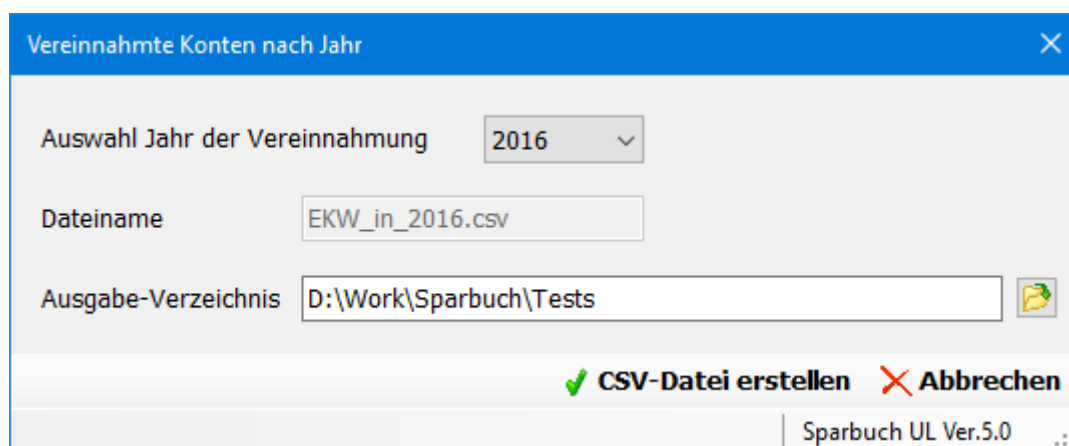 Vereinnahmte Konten nach Jahr
Auswahl Jahr der Vereinnahmung 2016
Dateiname EKW_in_2016.csv
Ausgabe-Verzeichnis D:\Work\Sparbuch\Tests
CSV-Datei erstellen Abbrechen
Sparbuch UL Ver.5.0